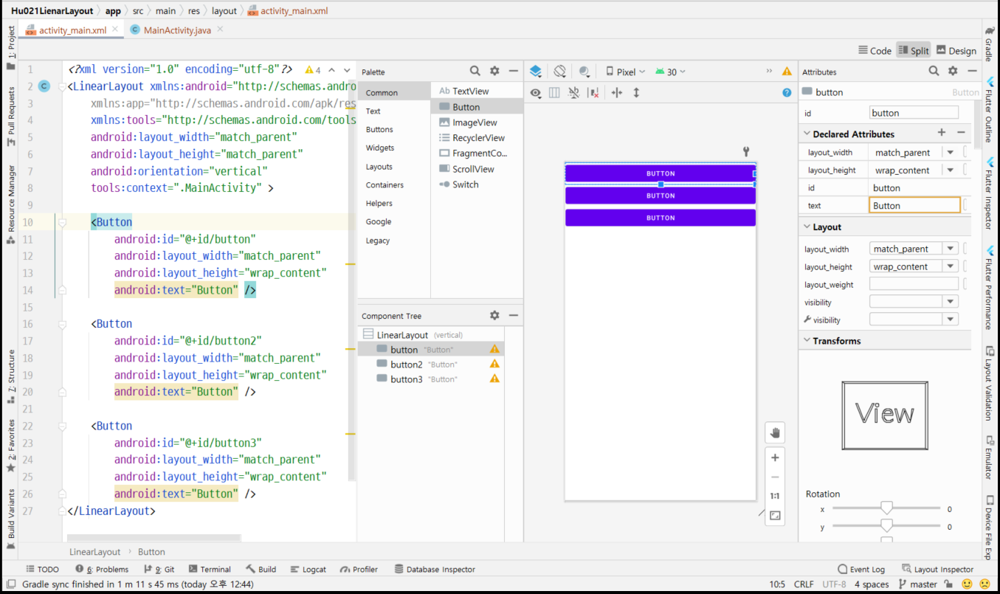 Hu021LienarLayout app src main res layout activity_main.xml
activity_main.xml MainActivity.java
Code Split Design
1: Project
Pull Requests
Resource Manager
7: Structure
2: Favorites
Build Variants
1 <?xml version="1.0" encoding="utf-8"?> 4
2 <LinearLayout xmlns:android="http://schemas.andro
3 xmlns:app="http://schemas.android.com/apk/res
4 xmlns:tools="http://schemas.android.com/tools
5 android:layout_width="match_parent"
6 android:layout_height="match_parent"
7 android:orientation="vertical"
8 tools:context=".MainActivity" >
9
10 <Button
11 android:id="@+id/button"
12 android:layout_width="match_parent"
13 android:layout_height="wrap_content"
14 android:text="Button" />
15
16 <Button
17 android:id="@+id/button2"
18 android:layout_width="match_parent"
19 android:layout_height="wrap_content"
20 android:text="Button" />
21
22 <Button
23 android:id="@+id/button3"
24 android:layout_width="match_parent"
25 android:layout_height="wrap_content"
26 android:text="Button" />
27 </LinearLayout>
LinearLayout > Button
Palette
Common
Text
Buttons
Widgets
Layouts
Containers
Helpers
Google
Legacy
Ab TextView
Button
ImageView
RecyclerView
FragmentCo...
ScrollView
Switch
Component Tree
LinearLayout (vertical)
button "Button"
button2 "Button"
button3 "Button"
Pixel 30
BUTTON
BUTTON
BUTTON
1:1
Attributes
button Button
id button
Declared Attributes
layout_width match_parent
layout_height wrap_content
id button
text Button
Layout
layout_width match_parent
layout_height wrap_content
layout_weight
visibility
visibility
Transforms
View
Rotation
x 0
y 0
Gradle
Flutter Outline
Flutter Inspector
Flutter Performance
Layout Validation
Emulator
Device File Exp
TODO 6: Problems 9: Git Terminal Build Logcat Profiler Database Inspector Event Log Layout Inspector
Gradle sync finished in 1 m 11 s 45 ms (today 오후 12:44) 10:5 CRLF UTF-8 4 spaces master